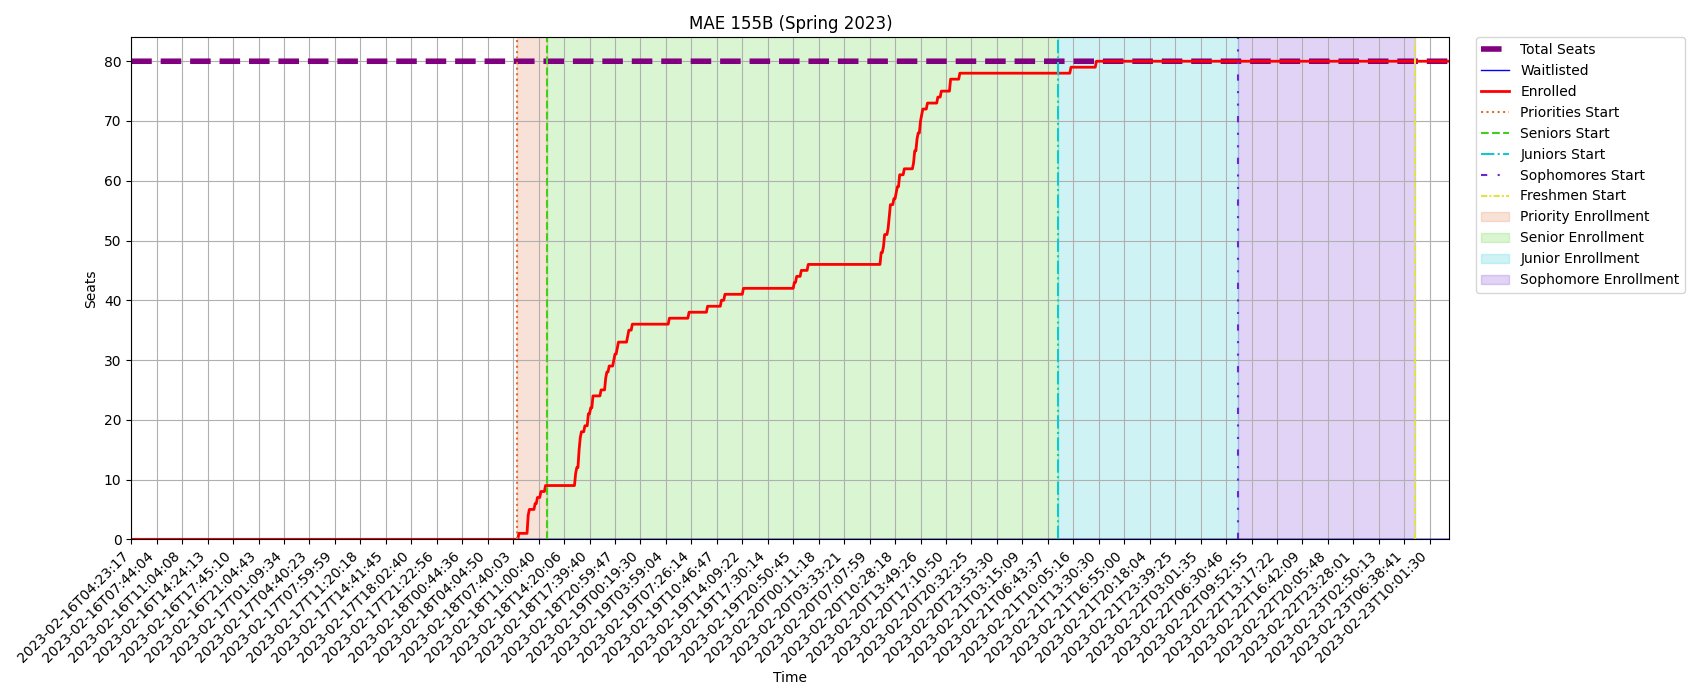 MAE 155B (Spring 2023)
Seats
80
70
60
50
40
30
20
10
0
2023-02-16T04:23:17
2023-02-16T07:44:04
2023-02-16T11:04:08
2023-02-16T14:24:13
2023-02-16T17:45:10
2023-02-16T21:04:43
2023-02-17T01:09:34
2023-02-17T04:40:23
2023-02-17T07:59:59
2023-02-17T11:20:18
2023-02-17T14:41:45
2023-02-17T18:02:40
2023-02-17T21:22:56
2023-02-18T00:44:36
2023-02-18T04:04:50
2023-02-18T07:40:03
2023-02-18T11:00:40
2023-02-18T14:20:06
2023-02-18T17:39:40
2023-02-18T20:59:47
2023-02-19T00:19:30
2023-02-19T03:59:04
2023-02-19T07:26:14
2023-02-19T10:46:47
2023-02-19T14:09:22
2023-02-19T17:30:14
2023-02-19T20:50:45
2023-02-20T00:11:18
2023-02-20T03:33:21
2023-02-20T07:07:59
2023-02-20T10:28:18
2023-02-20T13:49:26
2023-02-20T17:10:50
2023-02-20T20:32:25
2023-02-20T23:53:30
2023-02-21T03:15:09
2023-02-21T06:43:37
2023-02-21T10:05:16
2023-02-21T13:30:30
2023-02-21T16:55:00
2023-02-21T20:18:04
2023-02-21T23:39:25
2023-02-22T03:01:35
2023-02-22T06:30:46
2023-02-22T09:52:55
2023-02-22T13:17:22
2023-02-22T16:42:09
2023-02-22T20:05:48
2023-02-22T23:28:01
2023-02-23T02:50:13
2023-02-23T06:38:41
2023-02-23T10:01:30
Time
Total Seats
Waitlisted
Enrolled
Priorities Start
Seniors Start
Juniors Start
Sophomores Start
Freshmen Start
Priority Enrollment
Senior Enrollment
Junior Enrollment
Sophomore Enrollment